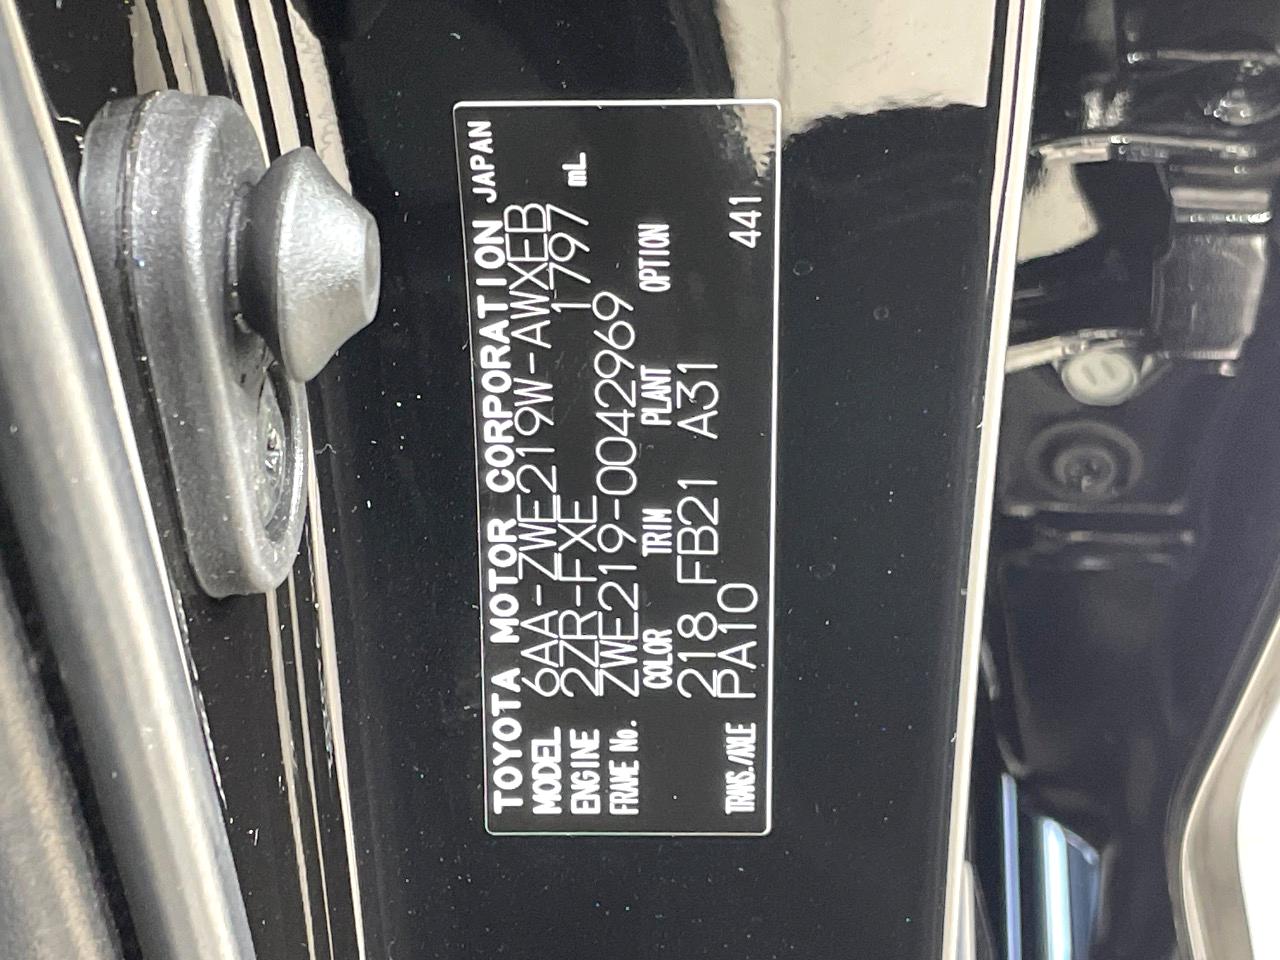 TOYOTA MOTOR CORPORATION JAPAN
MODEL 6AA-ZWE219W-AWXEB
ENGINE 2ZR-FXE 1797 mL
FRAME No. ZWE219-0042969
COLOR TRIM PLANT OPTION
218 FB21 A31
TRANS./AXLE PA10 441